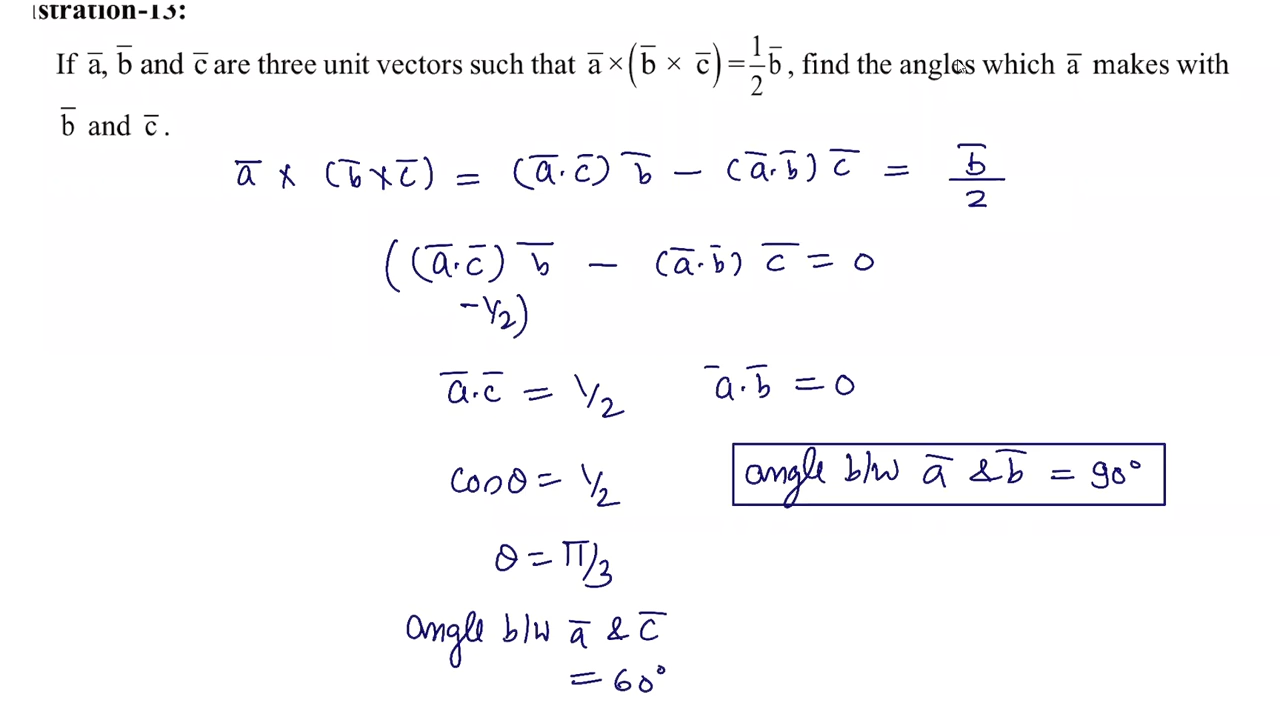 stration-13:
If a̅, b̅ and c̅ are three unit vectors such that a̅ × (b̅ × c̅) = 1/2 b̅, find the angles which a̅ makes with
b̅ and c̅.
a̅ × (b̅ × c̅) = (a̅.c̅) b̅ − (a̅.b̅) c̅ = b̅/2
((a̅.c̅) b̅ − (a̅.b̅) c̅ = 0
−1/2)
a̅.c̅ = 1/2 a̅.b̅ = 0
cosθ = 1/2 angle b/w a̅ & b̅ = 90°
θ = π/3
angle b/w a̅ & c̅
= 60°